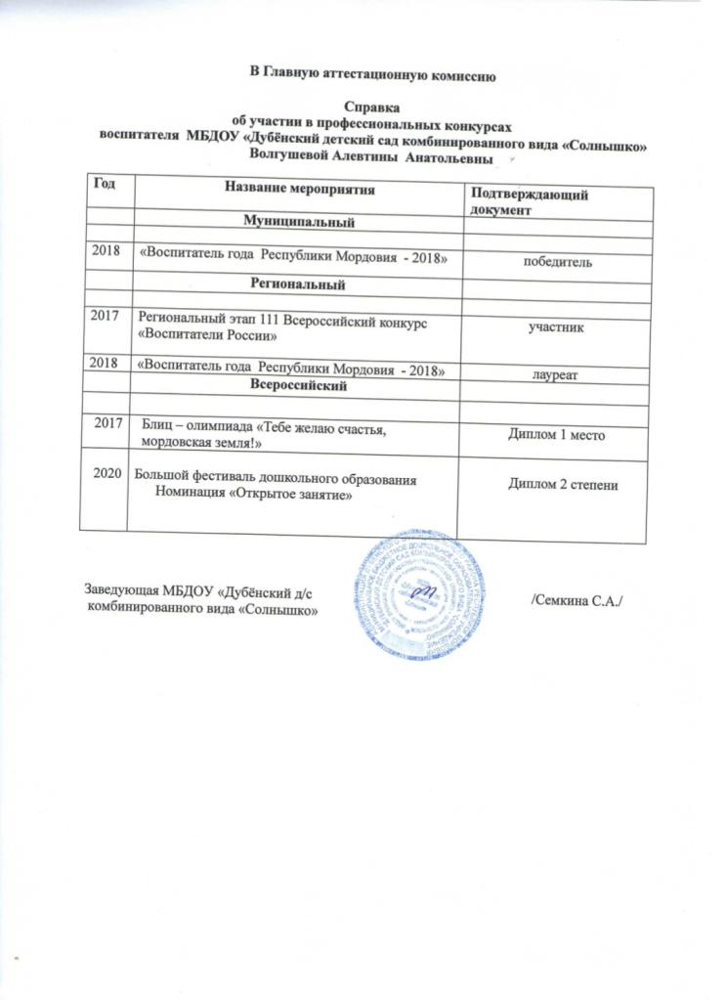 В Главную аттестационную комиссию
Справка
об участии в профессиональных конкурсах
воспитателя МБДОУ «Дубёнский детский сад комбинированного вида «Солнышко»
Волгушевой Алевтины Анатольевны
Год Название мероприятия Подтверждающий
документ
Муниципальный
2018 «Воспитатель года Республики Мордовия - 2018» победитель
Региональный
2017 Региональный этап 111 Всероссийский конкурс участник
«Воспитатели России»
2018 «Воспитатель года Республики Мордовия - 2018» лауреат
Всероссийский
2017 Блиц – олимпиада «Тебе желаю счастья, Диплом 1 место
мордовская земля!»
2020 Большой фестиваль дошкольного образования Диплом 2 степени
Номинация «Открытое занятие»
Заведующая МБДОУ «Дубёнский д/с /Семкина С.А./
комбинированного вида «Солнышко»